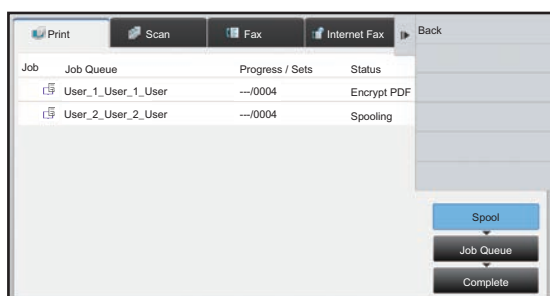 Print Scan Fax Internet Fax Back
Job Job Queue Progress / Sets Status
User_1_User_1_User ---/0004 Encrypt PDF
User_2_User_2_User ---/0004 Spooling
Spool
Job Queue
Complete